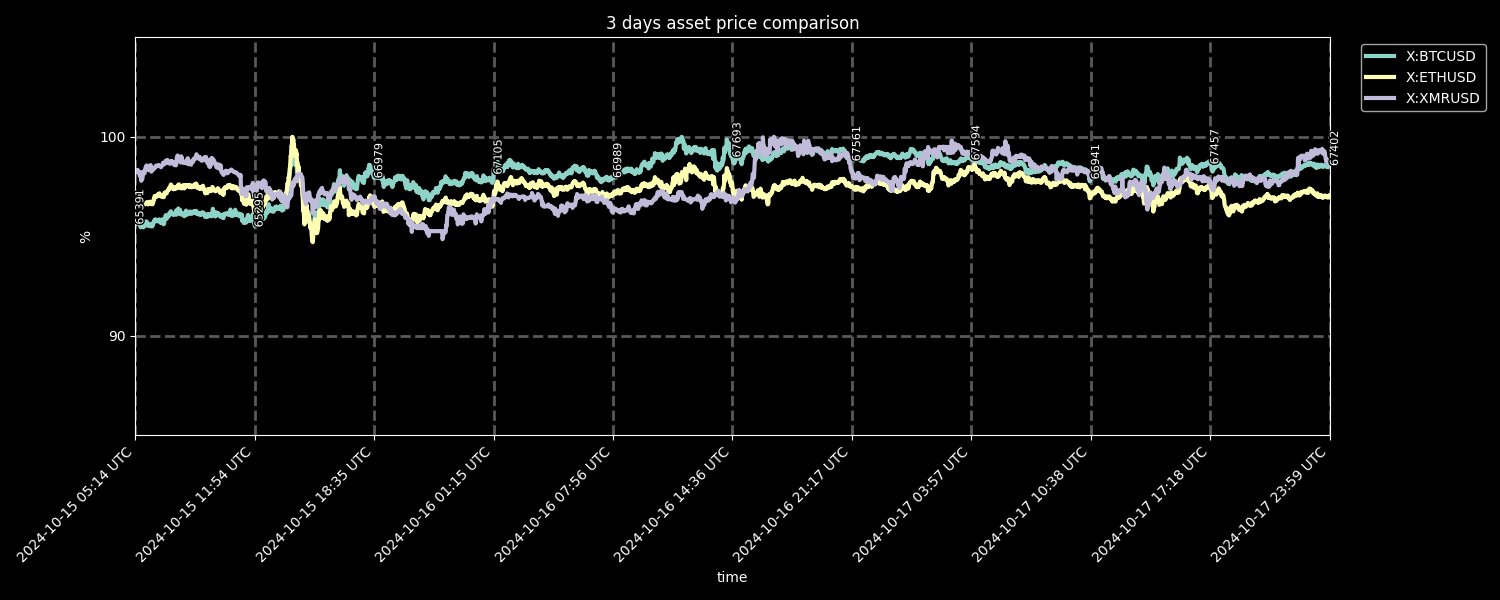 3 days asset price comparison
X:BTCUSD
X:ETHUSD
X:XMRUSD
100
90
%
65391
65295
66979
67105
66989
67693
67561
67594
66941
67457
67402
2024-10-15 05:14 UTC
2024-10-15 11:54 UTC
2024-10-15 18:35 UTC
2024-10-16 01:15 UTC
2024-10-16 07:56 UTC
2024-10-16 14:36 UTC
2024-10-16 21:17 UTC
2024-10-17 03:57 UTC
2024-10-17 10:38 UTC
2024-10-17 17:18 UTC
2024-10-17 23:59 UTC
time